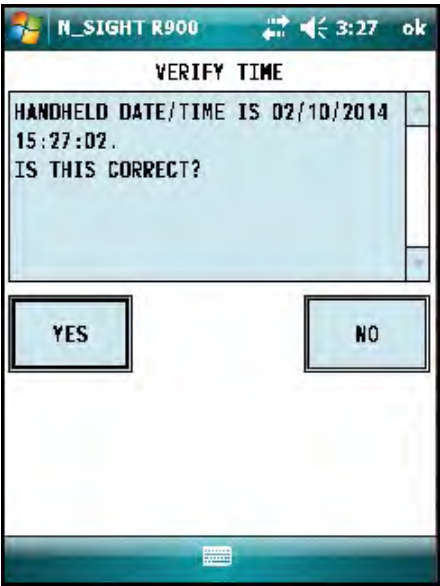 N_SIGHT R900 3:27 ok
VERIFY TIME
HANDHELD DATE/TIME IS 02/10/2014
15:27:02.
IS THIS CORRECT?
YES NO